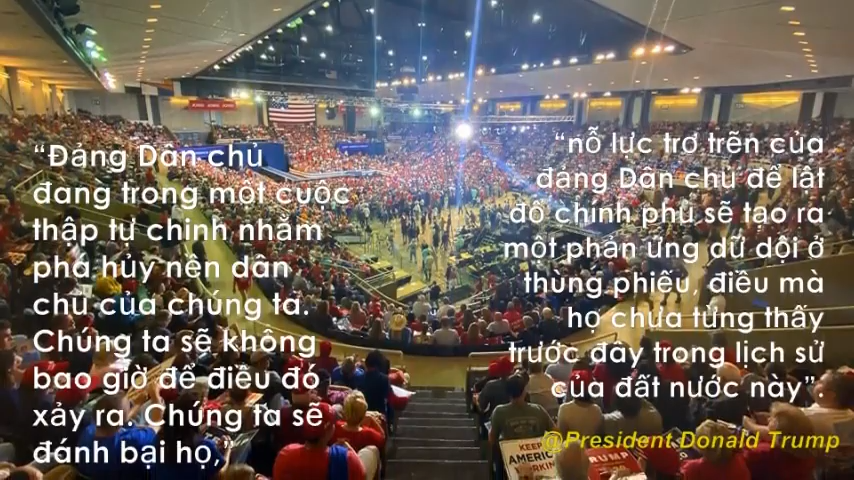 “Đảng Dân chủ
đang trong một cuộc
thập tự chinh nhằm
phá hủy nền dân
chủ của chúng ta.
Chúng ta sẽ không
bao giờ để điều đó
xảy ra. Chúng ta sẽ
đánh bại họ,”
“nỗ lực trơ trẽn của
đảng Dân chủ để lật
đổ chính phủ sẽ tạo ra
một phản ứng dữ dội ở
thùng phiếu, điều mà
họ chưa từng thấy
trước đây trong lịch sử
của đất nước này”.
@President Donald Trump
KEEP
AMERICA
TRUMP